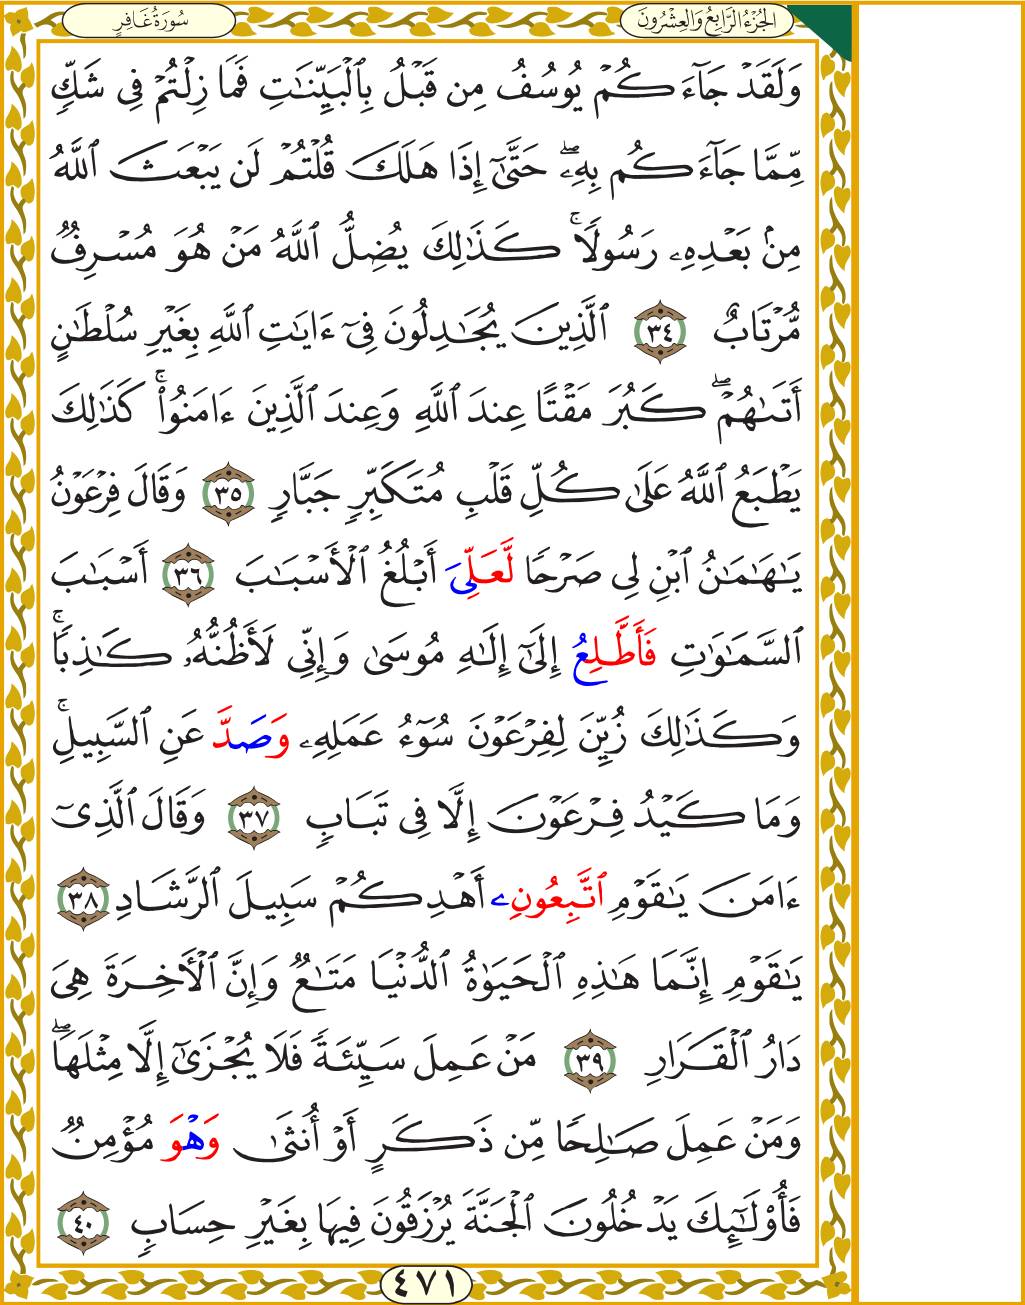 الجُزْءُ الرَّابِعُ وَالعِشْرُونَ
سُورَةُ غَافِرٍ
وَلَقَدۡ جَآءَكُمۡ يُوسُفُ مِن قَبۡلُ بِٱلۡبَيِّنَٰتِ فَمَا زِلۡتُمۡ فِي شَكّٖ
مِّمَّا جَآءَكُم بِهِۦۖ حَتَّىٰٓ إِذَا هَلَكَ قُلۡتُمۡ لَن يَبۡعَثَ ٱللَّهُ
مِنۢ بَعۡدِهِۦ رَسُولٗاۚ كَذَٰلِكَ يُضِلُّ ٱللَّهُ مَنۡ هُوَ مُسۡرِفٞ
مُّرۡتَابٌ ٣٤ ٱلَّذِينَ يُجَٰدِلُونَ فِيٓ ءَايَٰتِ ٱللَّهِ بِغَيۡرِ سُلۡطَٰنٍ
أَتَىٰهُمۡۖ كَبُرَ مَقۡتًا عِندَ ٱللَّهِ وَعِندَ ٱلَّذِينَ ءَامَنُواْۚ كَذَٰلِكَ
يَطۡبَعُ ٱللَّهُ عَلَىٰ كُلِّ قَلۡبِ مُتَكَبِّرٖ جَبَّارٖ ٣٥ وَقَالَ فِرۡعَوۡنُ
يَٰهَٰمَٰنُ ٱبۡنِ لِي صَرۡحٗا لَّعَلِّيَ أَبۡلُغُ ٱلۡأَسۡبَٰبَ ٣٦ أَسۡبَٰبَ
ٱلسَّمَٰوَٰتِ فَأَطَّلِعُ إِلَىٰٓ إِلَٰهِ مُوسَىٰ وَإِنِّي لَأَظُنُّهُۥ كَٰذِبٗاۚ
وَكَذَٰلِكَ زُيِّنَ لِفِرۡعَوۡنَ سُوٓءُ عَمَلِهِۦ وَصَدَّ عَنِ ٱلسَّبِيلِۚ
وَمَا كَيۡدُ فِرۡعَوۡنَ إِلَّا فِي تَبَابٖ ٣٧ وَقَالَ ٱلَّذِيٓ
ءَامَنَ يَٰقَوۡمِ ٱتَّبِعُونِۦ أَهۡدِكُمۡ سَبِيلَ ٱلرَّشَادِ ٣٨
يَٰقَوۡمِ إِنَّمَا هَٰذِهِ ٱلۡحَيَوٰةُ ٱلدُّنۡيَا مَتَٰعٞ وَإِنَّ ٱلۡأٓخِرَةَ هِيَ
دَارُ ٱلۡقَرَارِ ٣٩ مَنۡ عَمِلَ سَيِّئَةٗ فَلَا يُجۡزَىٰٓ إِلَّا مِثۡلَهَاۖ
وَمَنۡ عَمِلَ صَٰلِحٗا مِّن ذَكَرٍ أَوۡ أُنثَىٰ وَهۡوَ مُؤۡمِنٞ
فَأُوْلَٰٓئِكَ يَدۡخُلُونَ ٱلۡجَنَّةَ يُرۡزَقُونَ فِيهَا بِغَيۡرِ حِسَابٖ ٤٠
٤٧١